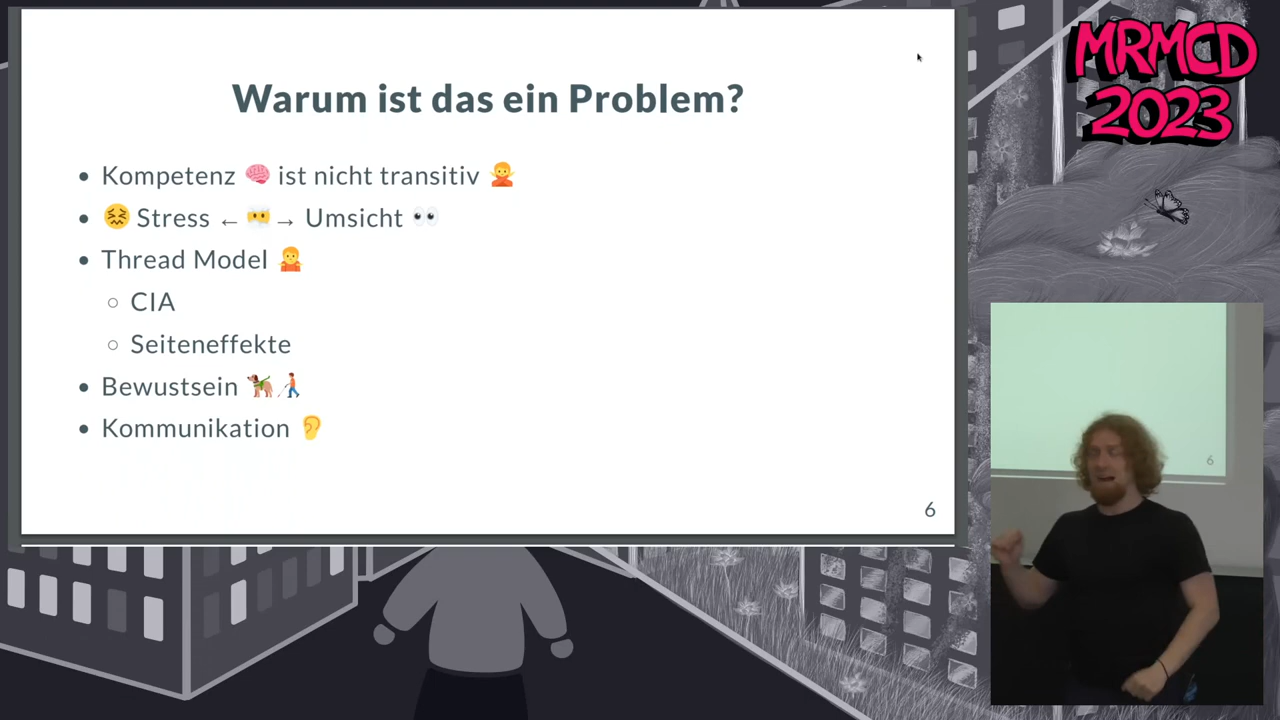 Warum ist das ein Problem?
Kompetenz 🧠 ist nicht transitiv 🙅
😖 Stress ← 🍻 → Umsicht 👀
Thread Model 🤷
CIA
Seiteneffekte
Bewustsein 🐕‍🦺👨‍🦯
Kommunikation 👂
6
MRMCD
2023
6